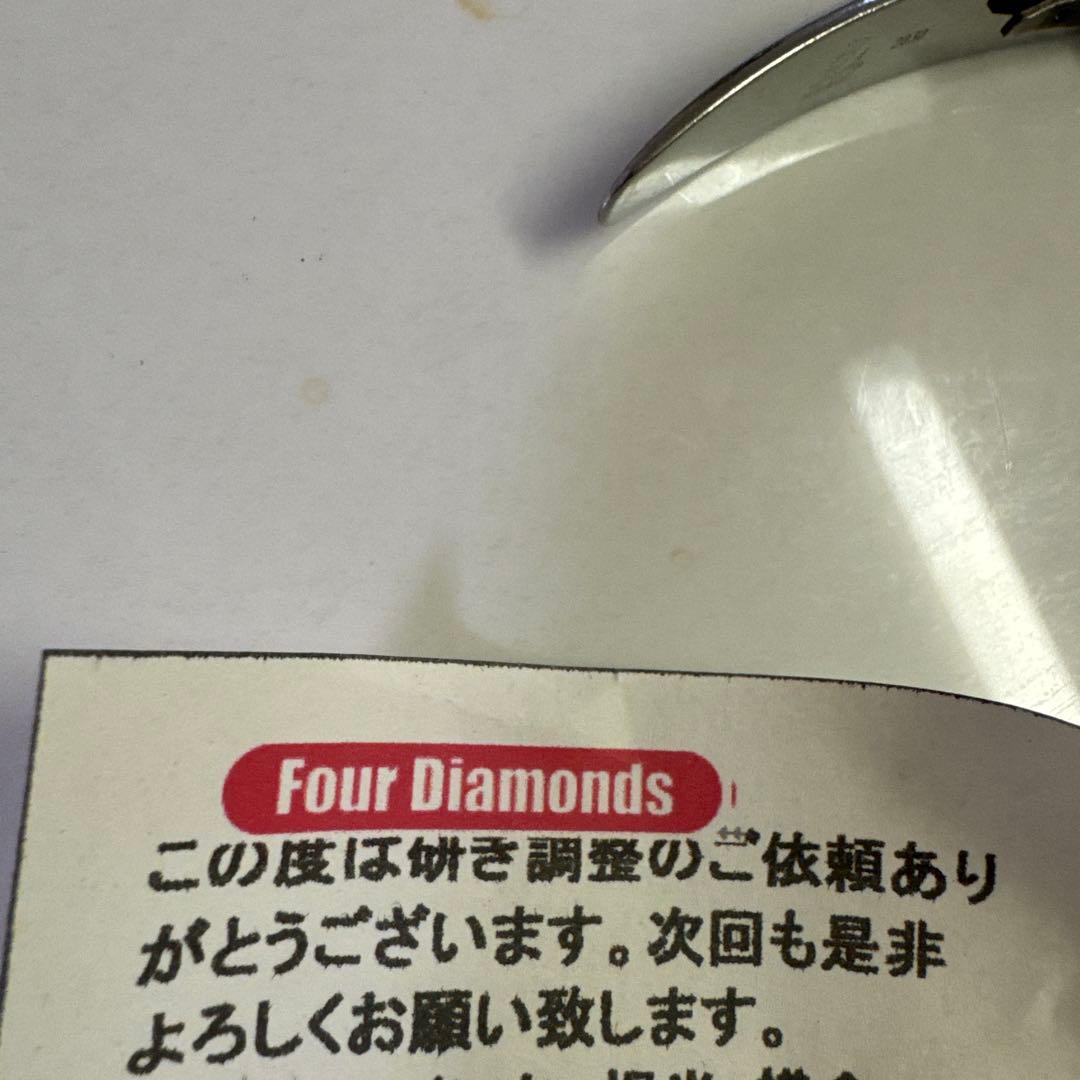 Four Diamonds
この度は研き調整のご依頼あり
がとうございます。次回も是非
よろしくお願い致します。